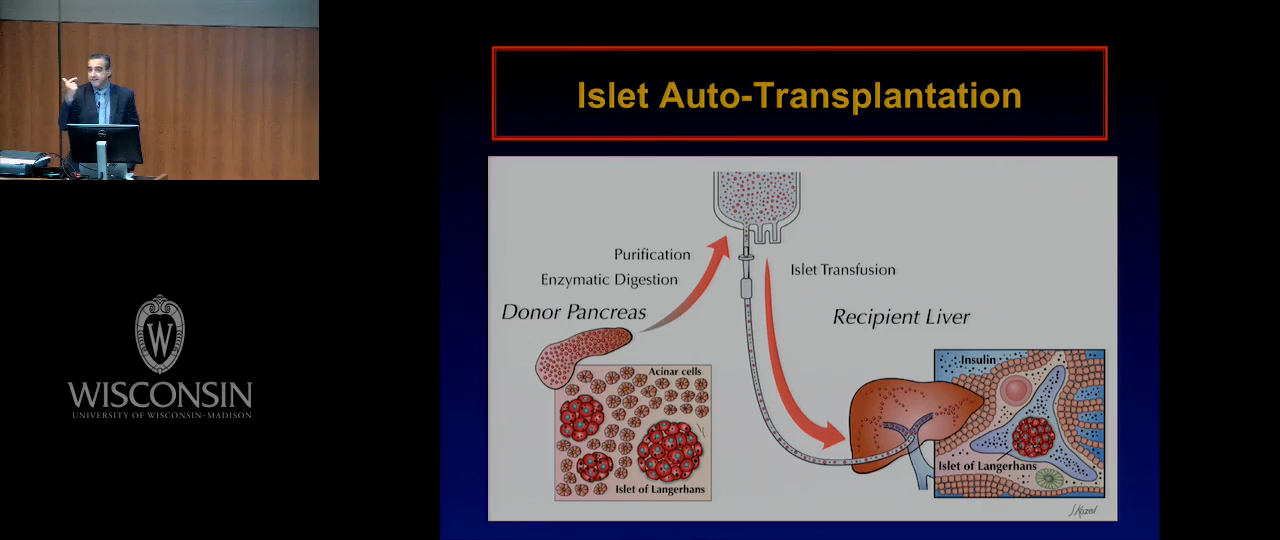 Islet Auto-Transplantation
Purification
Enzymatic Digestion
Islet Transfusion
Donor Pancreas
Recipient Liver
Insulin
Acinar cells
Islet of Langerhans
Islet of Langerhans
J. Kozel
W
WISCONSIN
UNIVERSITY OF WISCONSIN–MADISON